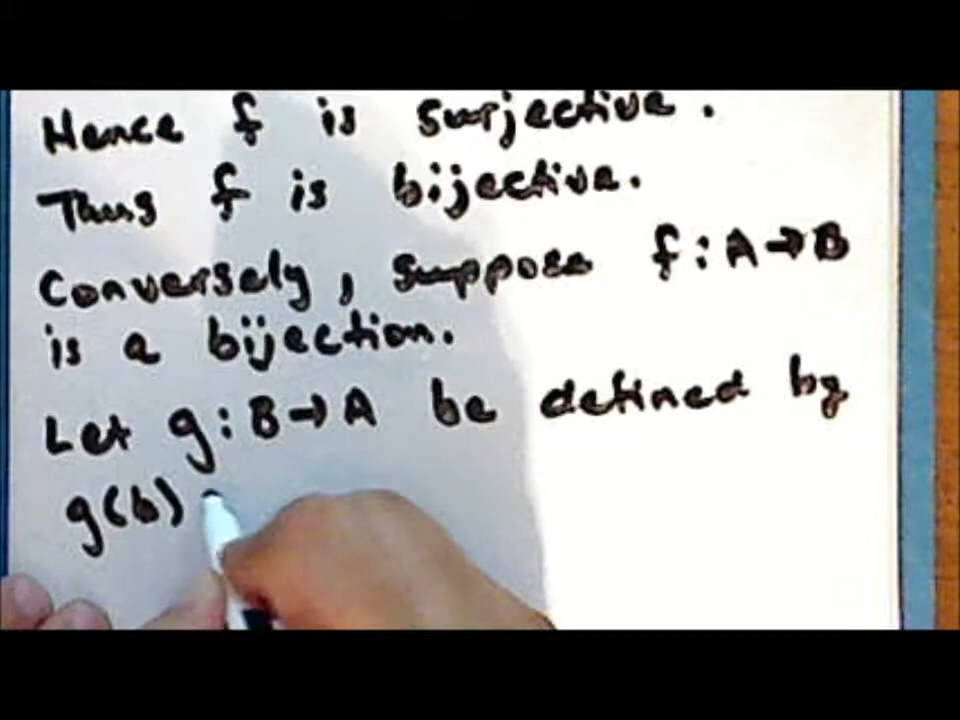 Hence f is surjective.
Thus f is bijective.
Conversely, suppose f : A → B
is a bijection.
Let g : B → A be defined by
g(b)